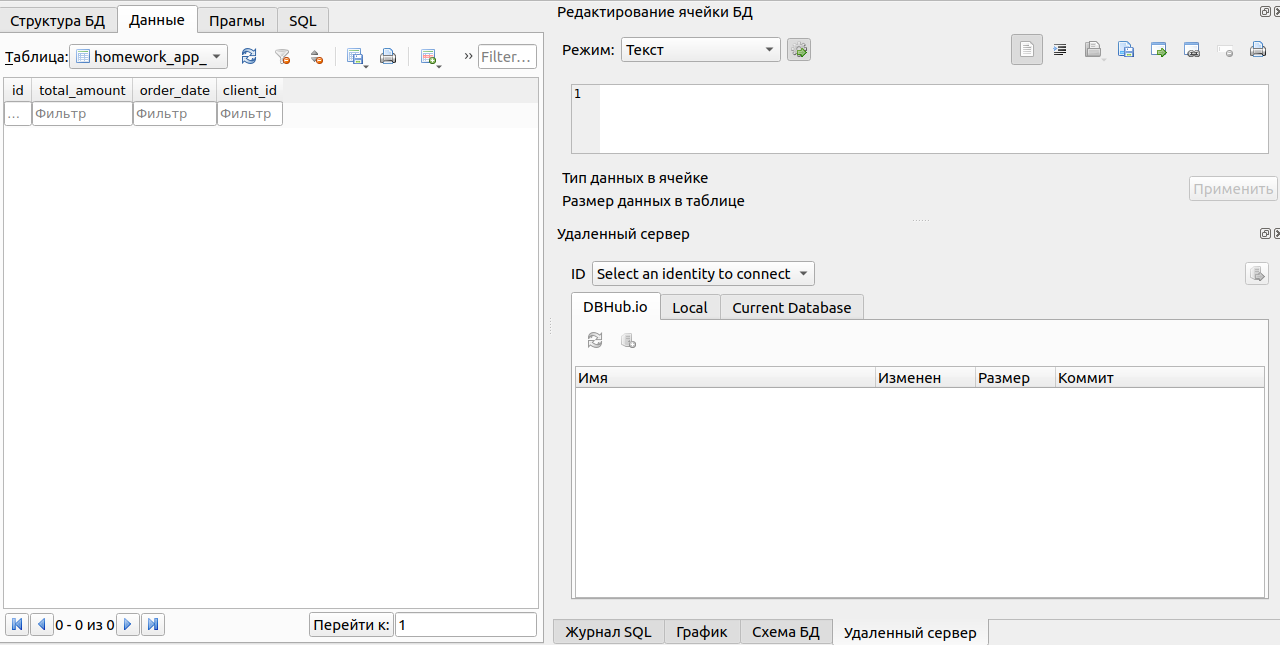 Структура БД Данные Прагмы SQL
Таблица: homework_app_ » Filter...
id total_amount order_date client_id
... Фильтр Фильтр Фильтр
0 - 0 из 0 Перейти к: 1
Редактирование ячейки БД
Режим: Текст
1
Тип данных в ячейке
Размер данных в таблице
Применить
Удаленный сервер
ID Select an identity to connect
DBHub.io Local Current Database
Имя Изменен Размер Коммит
Журнал SQL График Схема БД Удаленный сервер